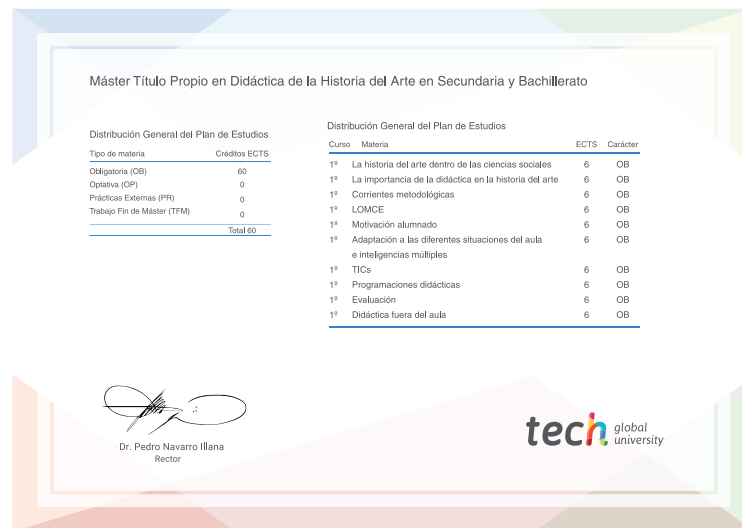 Máster Título Propio en Didáctica de la Historia del Arte en Secundaria y Bachillerato
Distribución General del Plan de Estudios
Tipo de materia Créditos ECTS
Obligatoria (OB) 60
Optativa (OP) 0
Prácticas Externas (PR) 0
Trabajo Fin de Máster (TFM) 0
Total 60
Distribución General del Plan de Estudios
Curso Materia ECTS Carácter
1º La historia del arte dentro de las ciencias sociales 6 OB
1º La importancia de la didáctica en la historia del arte 6 OB
1º Corrientes metodológicas 6 OB
1º LOMCE 6 OB
1º Motivación alumnado 6 OB
1º Adaptación a las diferentes situaciones del aula 6 OB
e inteligencias múltiples
1º TICs 6 OB
1º Programaciones didácticas 6 OB
1º Evaluación 6 OB
1º Didáctica fuera del aula 6 OB
Dr. Pedro Navarro Illana
Rector
tech global
university